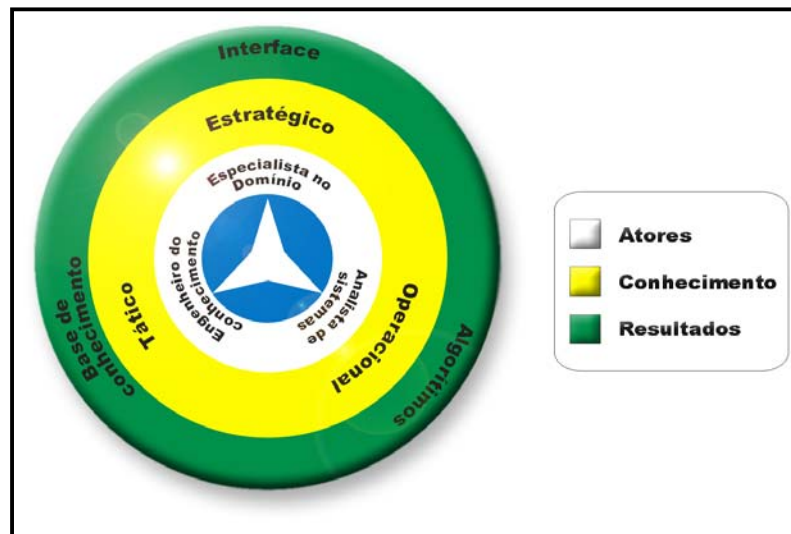 Interface
Estratégico
Especialista no
Domínio
Engenheiro do
conhecimento
Analista de
sistemas
Tático
Operacional
Base de
conhecimento
Algoritimos
Atores
Conhecimento
Resultados